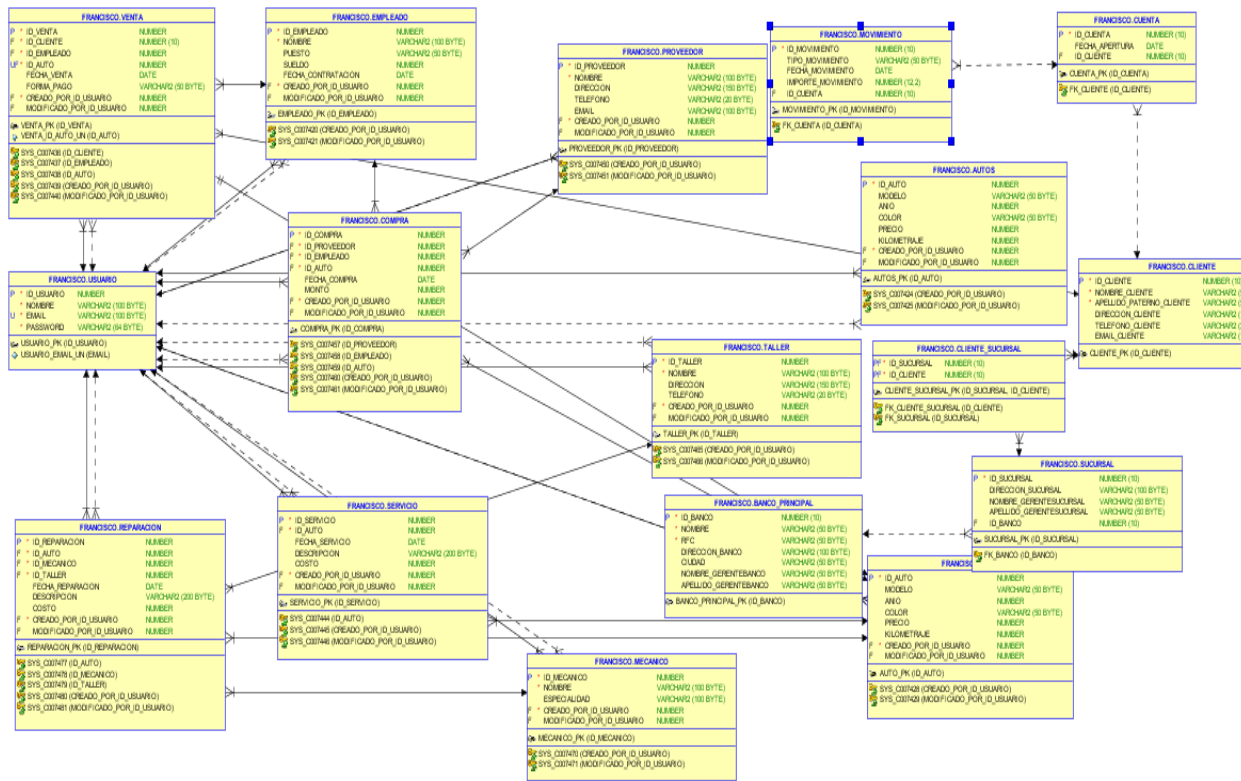 FRANCISCO.VENTA
P * ID_VENTA NUMBER
F * ID_CLIENTE NUMBER (10)
F * ID_EMPLEADO NUMBER
UF* ID_AUTO NUMBER
FECHA_VENTA DATE
FORMA_PAGO VARCHAR2 (50 BYTE)
F * CREADO_POR_ID_USUARIO NUMBER
F MODIFICADO_POR_ID_USUARIO NUMBER
VENTA_PK (ID_VENTA)
VENTA_ID_AUTO_UN (ID_AUTO)
SYS_C007436 (ID_CLIENTE)
SYS_C007437 (ID_EMPLEADO)
SYS_C007438 (ID_AUTO)
SYS_C007439 (CREADO_POR_ID_USUARIO)
SYS_C007440 (MODIFICADO_POR_ID_USUARIO)
FRANCISCO.EMPLEADO
P * ID_EMPLEADO NUMBER
* NOMBRE VARCHAR2 (100 BYTE)
PUESTO VARCHAR2 (50 BYTE)
SUELDO NUMBER
FECHA_CONTRATACION DATE
F * CREADO_POR_ID_USUARIO NUMBER
F MODIFICADO_POR_ID_USUARIO NUMBER
EMPLEADO_PK (ID_EMPLEADO)
SYS_C007420 (CREADO_POR_ID_USUARIO)
SYS_C007421 (MODIFICADO_POR_ID_USUARIO)
FRANCISCO.PROVEEDOR
P * ID_PROVEEDOR NUMBER
* NOMBRE VARCHAR2 (100 BYTE)
DIRECCION VARCHAR2 (150 BYTE)
TELEFONO VARCHAR2 (20 BYTE)
EMAIL VARCHAR2 (100 BYTE)
F * CREADO_POR_ID_USUARIO NUMBER
F MODIFICADO_POR_ID_USUARIO NUMBER
PROVEEDOR_PK (ID_PROVEEDOR)
SYS_C007450 (CREADO_POR_ID_USUARIO)
SYS_C007451 (MODIFICADO_POR_ID_USUARIO)
FRANCISCO.MOVIMIENTO
P * ID_MOVIMIENTO NUMBER (10)
TIPO_MOVIMIENTO VARCHAR2 (50 BYTE)
FECHA_MOVIMIENTO DATE
IMPORTE_MOVIMIENTO NUMBER (12,2)
F ID_CUENTA NUMBER (10)
MOVIMIENTO_PK (ID_MOVIMIENTO)
FK_CUENTA (ID_CUENTA)
FRANCISCO.CUENTA
P * ID_CUENTA NUMBER (10)
FECHA_APERTURA DATE
F ID_CLIENTE NUMBER (10)
CUENTA_PK (ID_CUENTA)
FK_CLIENTE (ID_CLIENTE)
FRANCISCO.AUTOS
P * ID_AUTO NUMBER
MODELO VARCHAR2 (50 BYTE)
ANIO NUMBER
COLOR VARCHAR2 (50 BYTE)
PRECIO NUMBER
KILOMETRAJE NUMBER
F * CREADO_POR_ID_USUARIO NUMBER
F MODIFICADO_POR_ID_USUARIO NUMBER
AUTOS_PK (ID_AUTO)
SYS_C007424 (CREADO_POR_ID_USUARIO)
SYS_C007425 (MODIFICADO_POR_ID_USUARIO)
FRANCISCO.COMPRA
P * ID_COMPRA NUMBER
F * ID_PROVEEDOR NUMBER
F * ID_EMPLEADO NUMBER
F * ID_AUTO NUMBER
FECHA_COMPRA DATE
MONTO NUMBER
F * CREADO_POR_ID_USUARIO NUMBER
F MODIFICADO_POR_ID_USUARIO NUMBER
COMPRA_PK (ID_COMPRA)
SYS_C007457 (ID_PROVEEDOR)
SYS_C007458 (ID_EMPLEADO)
SYS_C007459 (ID_AUTO)
SYS_C007460 (CREADO_POR_ID_USUARIO)
SYS_C007461 (MODIFICADO_POR_ID_USUARIO)
FRANCISCO.USUARIO
P * ID_USUARIO NUMBER
* NOMBRE VARCHAR2 (100 BYTE)
U * EMAIL VARCHAR2 (100 BYTE)
* PASSWORD VARCHAR2 (64 BYTE)
USUARIO_PK (ID_USUARIO)
USUARIO_EMAIL_UN (EMAIL)
FRANCISCO.CLIENTE
P * ID_CLIENTE NUMBER (10
* NOMBRE_CLIENTE VARCHAR2
* APELLIDO_PATERNO_CLIENTE VARCHAR2
DIRECCION_CLIENTE VARCHAR2
TELEFONO_CLIENTE VARCHAR2
EMAIL_CLIENTE VARCHAR2
CLIENTE_PK (ID_CLIENTE)
FRANCISCO.TALLER
P * ID_TALLER NUMBER
* NOMBRE VARCHAR2 (100 BYTE)
DIRECCION VARCHAR2 (150 BYTE)
TELEFONO VARCHAR2 (20 BYTE)
F * CREADO_POR_ID_USUARIO NUMBER
F MODIFICADO_POR_ID_USUARIO NUMBER
TALLER_PK (ID_TALLER)
SYS_C007465 (CREADO_POR_ID_USUARIO)
SYS_C007466 (MODIFICADO_POR_ID_USUARIO)
FRANCISCO.CLIENTE_SUCURSAL
PF* ID_SUCURSAL NUMBER (10)
PF* ID_CLIENTE NUMBER (10)
CLIENTE_SUCURSAL_PK (ID_SUCURSAL, ID_CLIENTE)
FK_CLIENTE_SUCURSAL (ID_CLIENTE)
FK_SUCURSAL (ID_SUCURSAL)
FRANCISCO.SUCURSAL
P * ID_SUCURSAL NUMBER (10)
DIRECCION_SUCURSAL VARCHAR2 (100 BYTE)
NOMBRE_GERENTESUCURSAL VARCHAR2 (50 BYTE)
APELLIDO_GERENTESUCURSAL VARCHAR2 (50 BYTE)
F ID_BANCO NUMBER (10)
SUCURSAL_PK (ID_SUCURSAL)
FK_BANCO (ID_BANCO)
FRANCISCO.BANCO_PRINCIPAL
P * ID_BANCO NUMBER (10)
* NOMBRE VARCHAR2 (50 BYTE)
* RFC VARCHAR2 (50 BYTE)
DIRECCION_BANCO VARCHAR2 (100 BYTE)
CIUDAD VARCHAR2 (50 BYTE)
NOMBRE_GERENTEBANCO VARCHAR2 (50 BYTE)
APELLIDO_GERENTEBANCO VARCHAR2 (50 BYTE)
BANCO_PRINCIPAL_PK (ID_BANCO)
FRANCISCO.SERVICIO
P * ID_SERVICIO NUMBER
F * ID_AUTO NUMBER
FECHA_SERVICIO DATE
DESCRIPCION VARCHAR2 (200 BYTE)
COSTO NUMBER
F * CREADO_POR_ID_USUARIO NUMBER
F MODIFICADO_POR_ID_USUARIO NUMBER
SERVICIO_PK (ID_SERVICIO)
SYS_C007444 (ID_AUTO)
SYS_C007445 (CREADO_POR_ID_USUARIO)
SYS_C007446 (MODIFICADO_POR_ID_USUARIO)
FRANCISCO.REPARACION
P * ID_REPARACION NUMBER
F * ID_AUTO NUMBER
F * ID_MECANICO NUMBER
F * ID_TALLER NUMBER
FECHA_REPARACION DATE
DESCRIPCION VARCHAR2 (200 BYTE)
COSTO NUMBER
F * CREADO_POR_ID_USUARIO NUMBER
F MODIFICADO_POR_ID_USUARIO NUMBER
REPARACION_PK (ID_REPARACION)
SYS_C007477 (ID_AUTO)
SYS_C007478 (ID_MECANICO)
SYS_C007479 (ID_TALLER)
SYS_C007480 (CREADO_POR_ID_USUARIO)
SYS_C007481 (MODIFICADO_POR_ID_USUARIO)
P * ID_AUTO NUMBER
MODELO VARCHAR2 (50 BYTE)
ANIO NUMBER
COLOR VARCHAR2 (50 BYTE)
PRECIO NUMBER
KILOMETRAJE NUMBER
F * CREADO_POR_ID_USUARIO NUMBER
F MODIFICADO_POR_ID_USUARIO NUMBER
AUTO_PK (ID_AUTO)
SYS_C007428 (CREADO_POR_ID_USUARIO)
SYS_C007429 (MODIFICADO_POR_ID_USUARIO)
FRANCISCO.MECANICO
P * ID_MECANICO NUMBER
* NOMBRE VARCHAR2 (100 BYTE)
ESPECIALIDAD VARCHAR2 (100 BYTE)
F * CREADO_POR_ID_USUARIO NUMBER
F MODIFICADO_POR_ID_USUARIO NUMBER
MECANICO_PK (ID_MECANICO)
SYS_C007470 (CREADO_POR_ID_USUARIO)
SYS_C007471 (MODIFICADO_POR_ID_USUARIO)